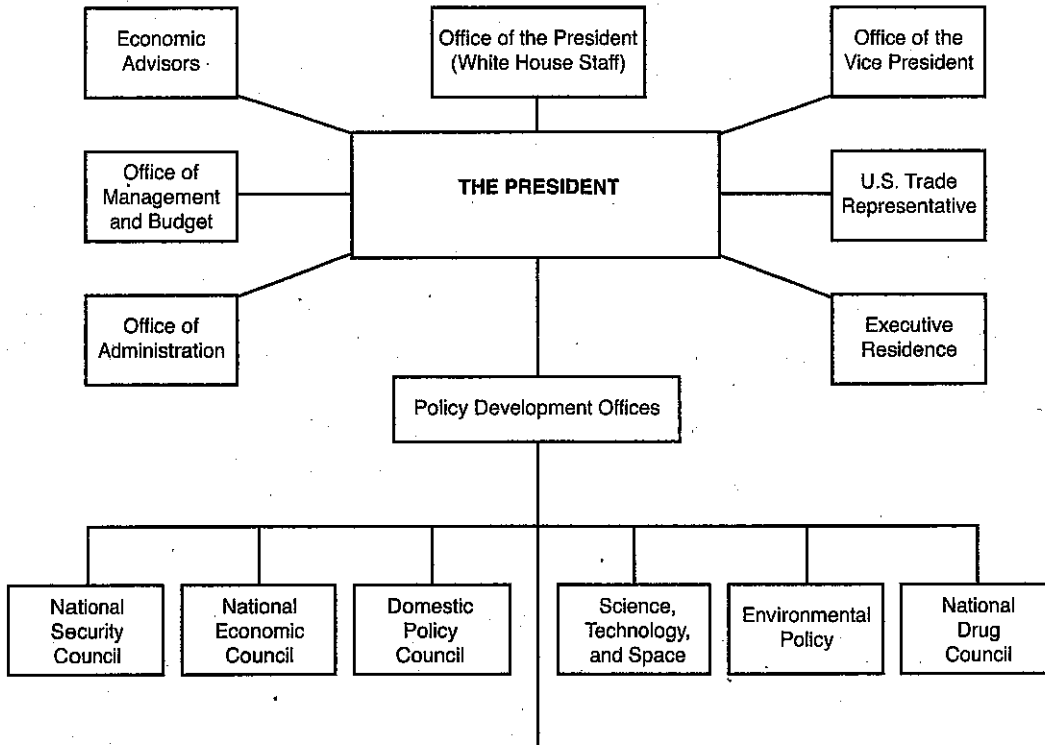 Economic
Advisors
Office of the President
(White House Staff)
Office of the
Vice President
Office of
Management
and Budget
THE PRESIDENT
U.S. Trade
Representative
Office of
Administration
Executive
Residence
Policy Development Offices
National
Security
Council
National
Economic
Council
Domestic
Policy
Council
Science,
Technology,
and Space
Environmental
Policy
National
Drug
Council